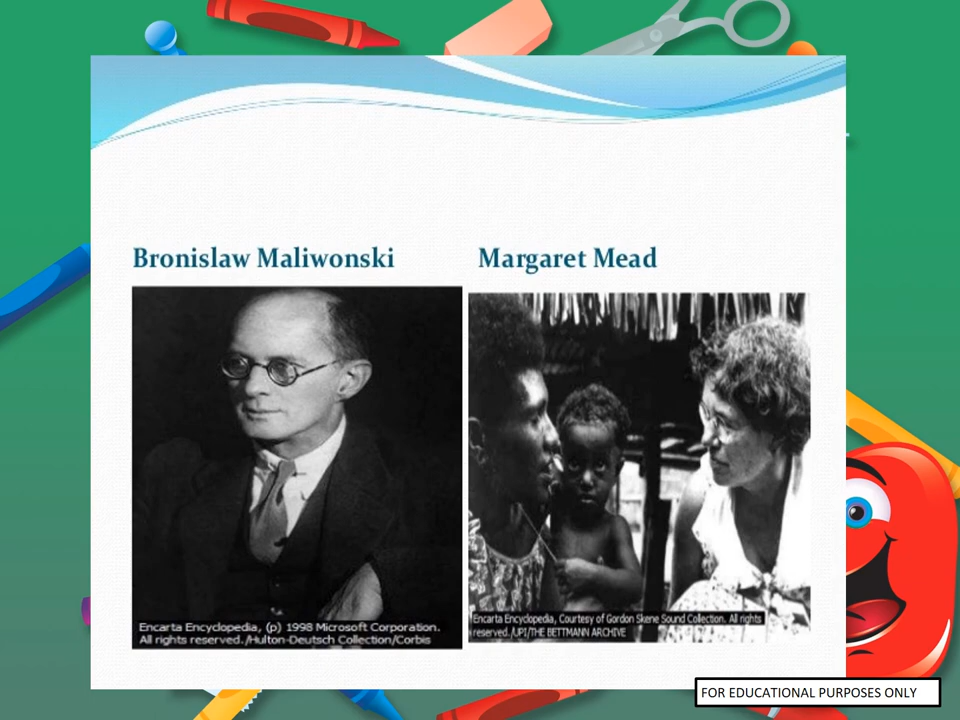 Bronislaw Maliwonski
Margaret Mead
Encarta Encyclopedia, (p) 1998 Microsoft Corporation.
All rights reserved./Hulton-Deutsch Collection/Corbis
Encarta Encyclopedia, Courtesy of Gordon Skene Sound Collection. All rights
reserved./UPI/THE BETTMANN ARCHIVE
FOR EDUCATIONAL PURPOSES ONLY